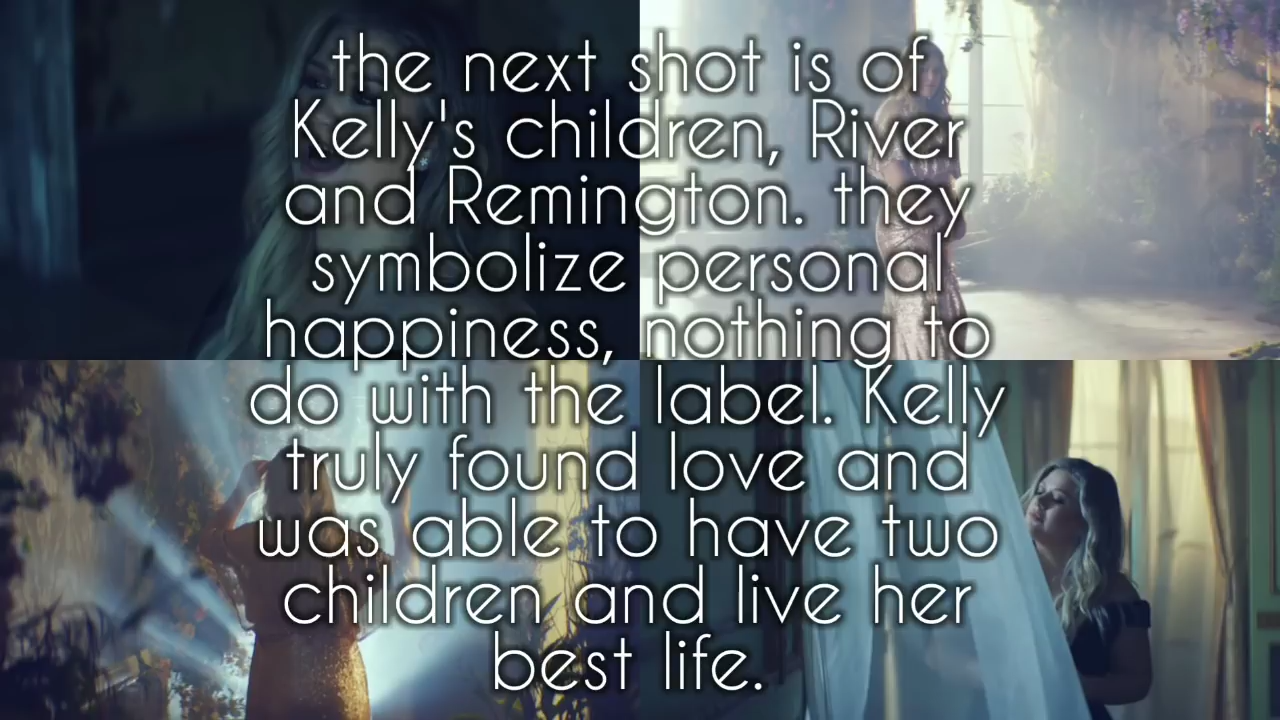 the next shot is of
Kelly's children, River
and Remington. they
symbolize personal
happiness, nothing to
do with the label. Kelly
truly found love and
was able to have two
children and live her
best life.